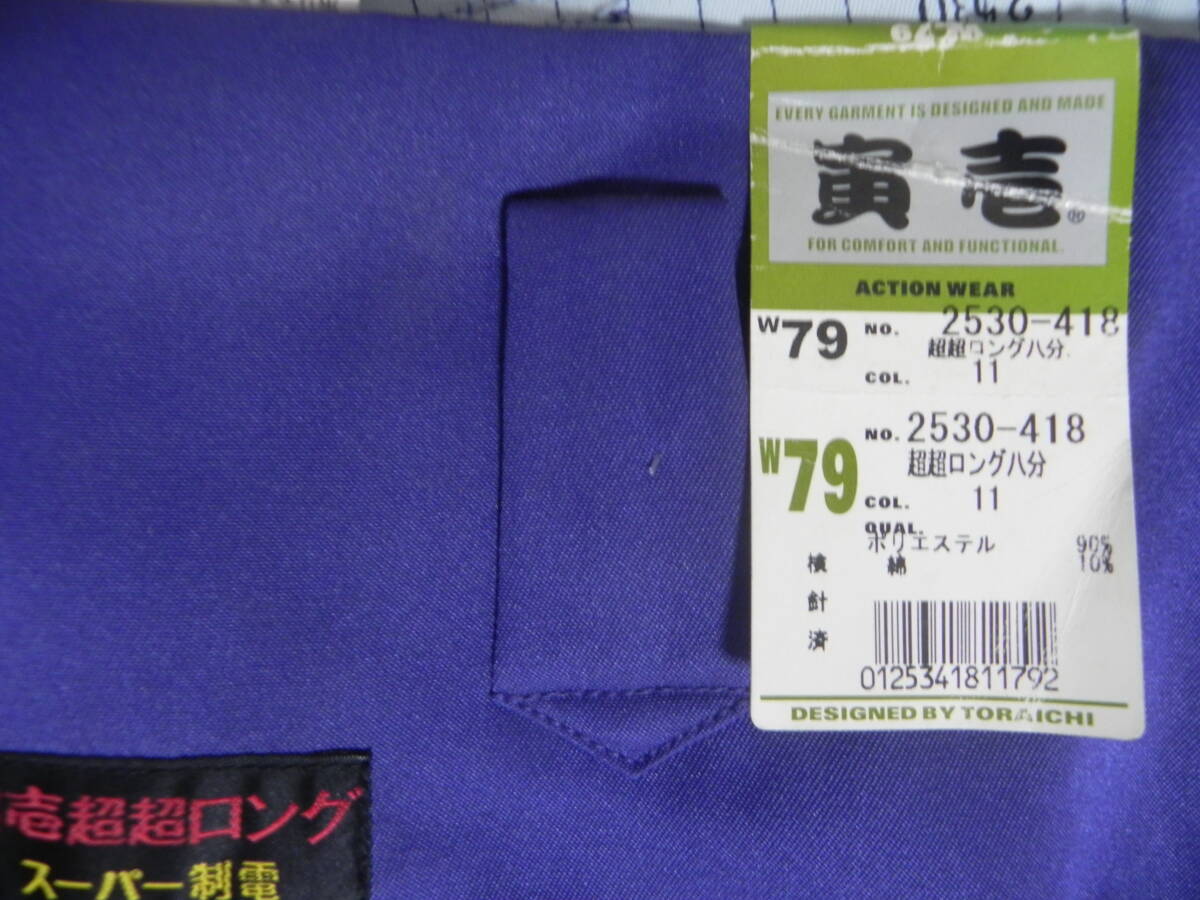 EVERY GARMENT IS DESIGNED AND MADE
寅壱®
FOR COMFORT AND FUNCTIONAL.
ACTION WEAR
W79 NO. 2530-418
超超ロング八分
COL. 11
W79 NO. 2530-418
超超ロング八分
COL. 11
QUAL.
ポリエステル 90%
綿 10%
検針済
0125341811792
DESIGNED BY TORAICHI
壱超超ロング
スーパー制電